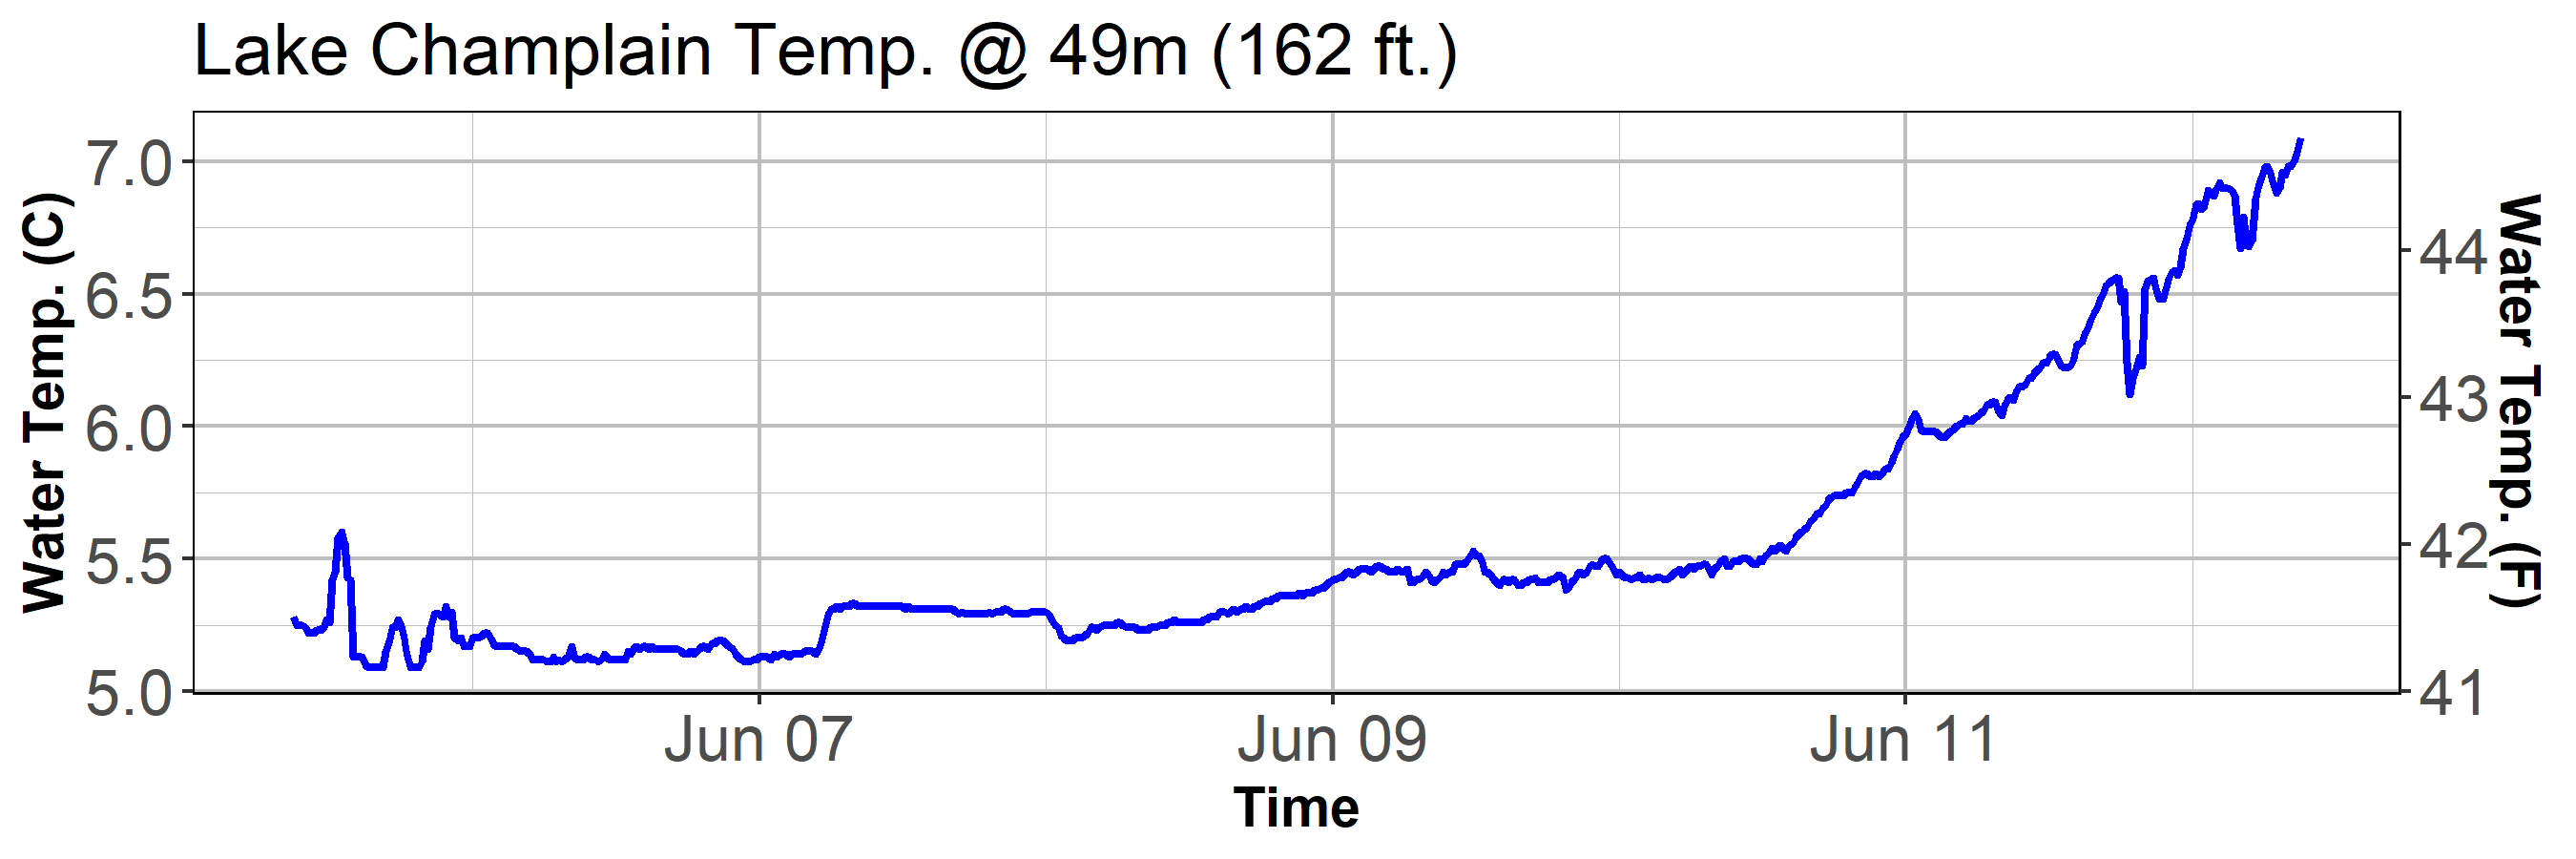 Lake Champlain Temp. @ 49m (162 ft.)
Water Temp. (C)
7.0
6.5
6.0
5.5
5.0
44
43
42
41
Water Temp. (F)
Jun 07
Jun 09
Jun 11
Time